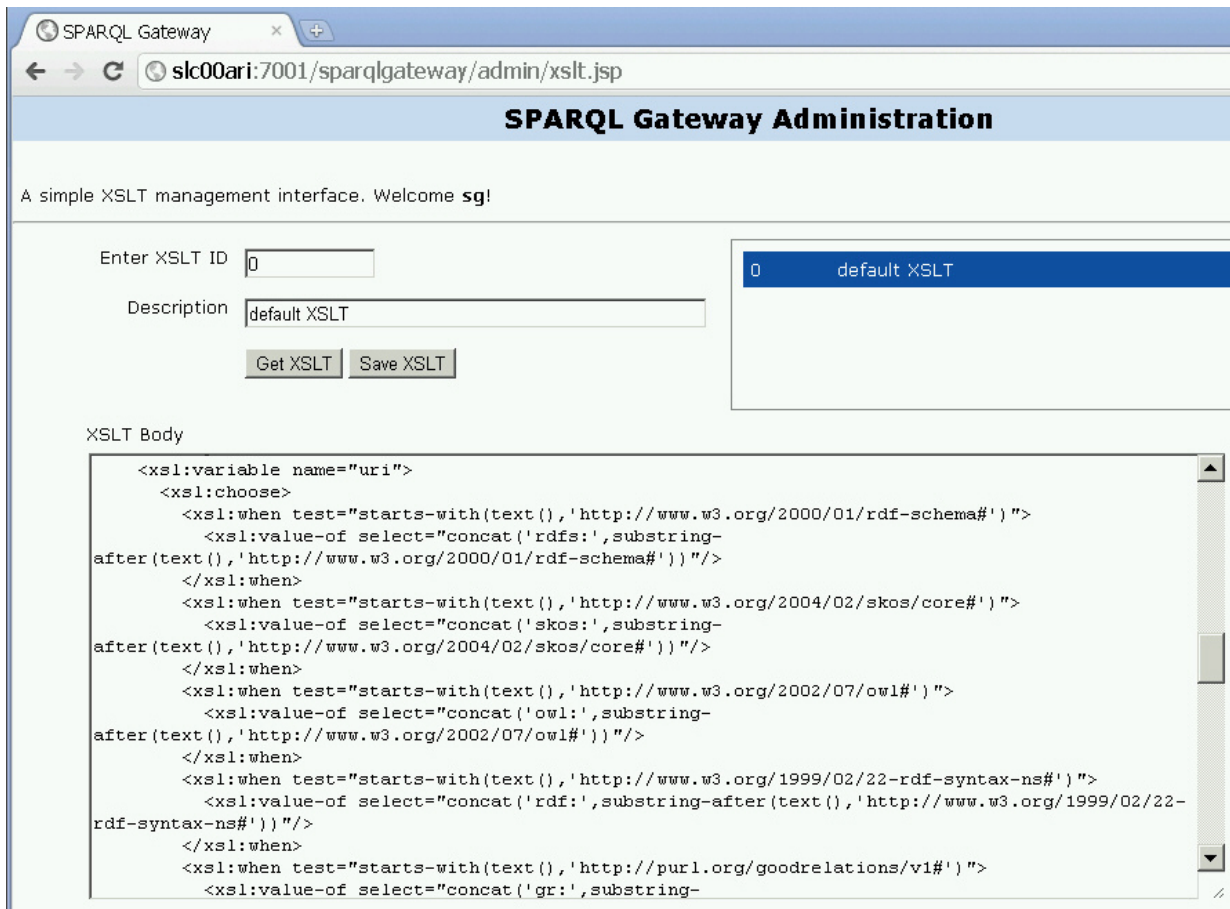 SPARQL Gateway
slc00ari:7001/sparqlgateway/admin/xslt.jsp
SPARQL Gateway Administration
A simple XSLT management interface. Welcome sg!
Enter XSLT ID 0
0 default XSLT
Description default XSLT
Get XSLT Save XSLT
XSLT Body
<xsl:variable name="uri">
<xsl:choose>
<xsl:when test="starts-with(text(),'http://www.w3.org/2000/01/rdf-schema#')">
<xsl:value-of select="concat('rdfs:',substring-
after(text(),'http://www.w3.org/2000/01/rdf-schema#'))"/>
</xsl:when>
<xsl:when test="starts-with(text(),'http://www.w3.org/2004/02/skos/core#')">
<xsl:value-of select="concat('skos:',substring-
after(text(),'http://www.w3.org/2004/02/skos/core#'))"/>
</xsl:when>
<xsl:when test="starts-with(text(),'http://www.w3.org/2002/07/owl#')">
<xsl:value-of select="concat('owl:',substring-
after(text(),'http://www.w3.org/2002/07/owl#'))"/>
</xsl:when>
<xsl:when test="starts-with(text(),'http://www.w3.org/1999/02/22-rdf-syntax-ns#')">
<xsl:value-of select="concat('rdf:',substring-after(text(),'http://www.w3.org/1999/02/22-
rdf-syntax-ns#'))"/>
</xsl:when>
<xsl:when test="starts-with(text(),'http://purl.org/goodrelations/v1#')">
<xsl:value-of select="concat('gr:',substring-